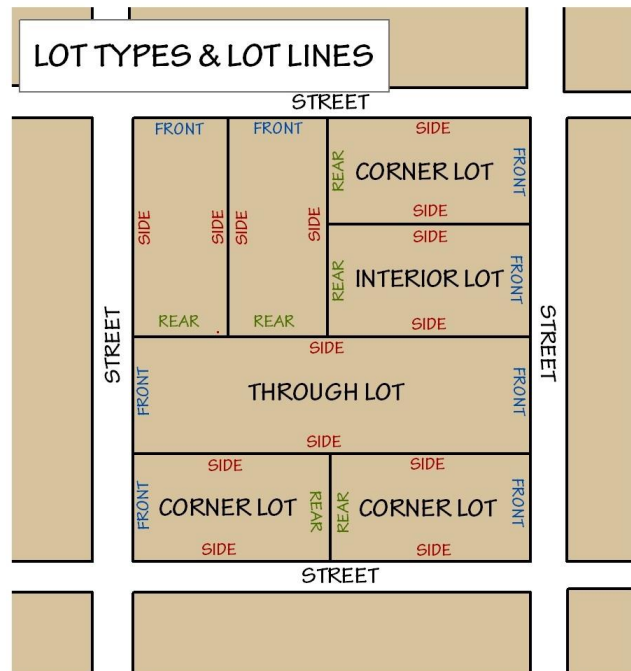 LOT TYPES & LOT LINES
STREET
FRONT
FRONT
SIDE
REAR
CORNER LOT
FRONT
SIDE
SIDE
SIDE
SIDE
SIDE
SIDE
REAR
INTERIOR LOT
FRONT
REAR
REAR
SIDE
STREET
STREET
SIDE
FRONT
THROUGH LOT
FRONT
SIDE
SIDE
SIDE
FRONT
CORNER LOT
REAR
REAR
CORNER LOT
FRONT
SIDE
SIDE
STREET